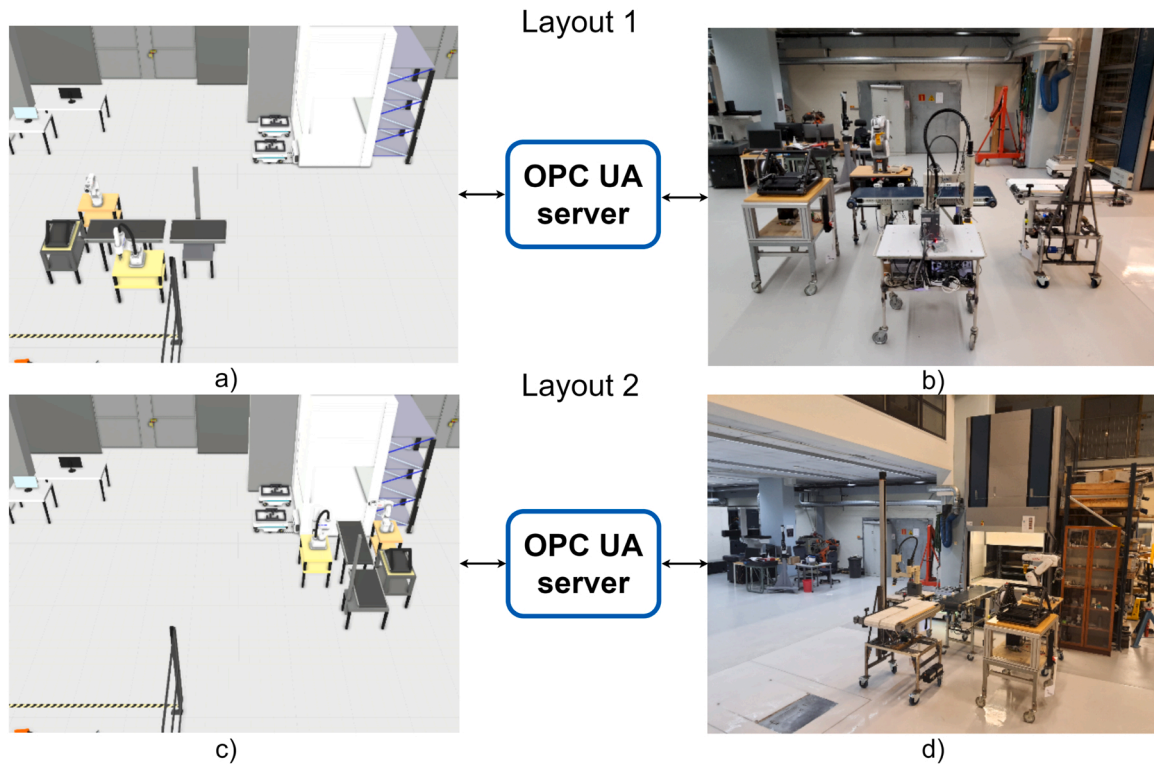 Layout 1
OPC UA
server
a)
b)
Layout 2
OPC UA
server
c)
d)